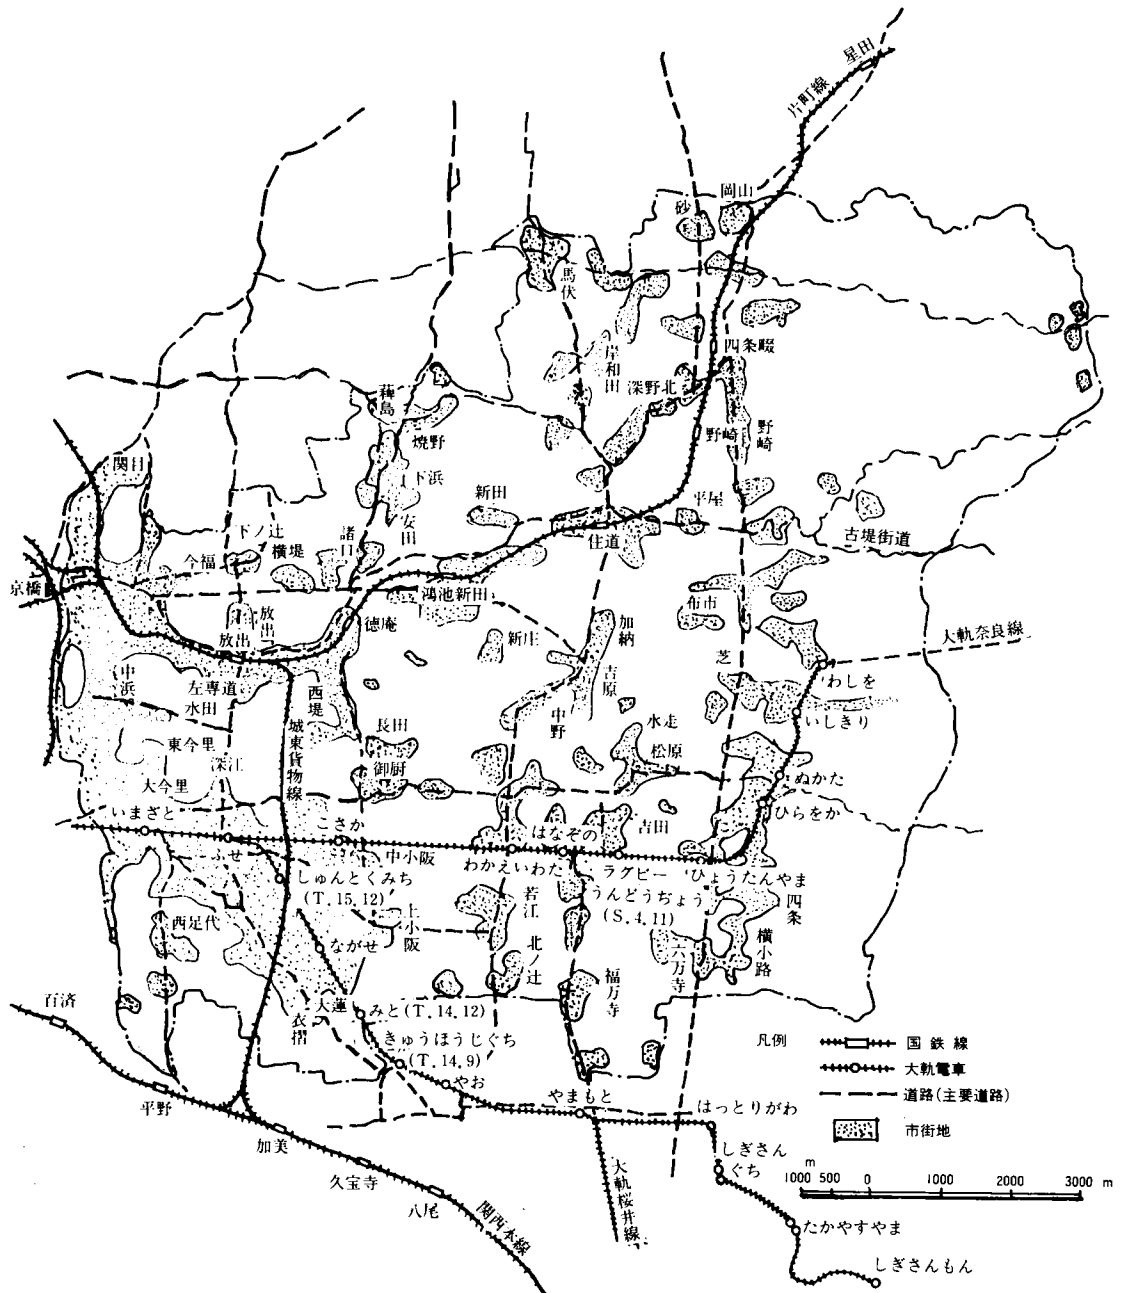 星田
片町線
岡山
砂
馬伏
四条畷
岸和田
深野北
野崎
野崎
薭島
焼野
下浜
関目
新田
平屋
安田
諸口
下ノ辻
横堤
今福
住道
古堤街道
京橋
鴻池新田
放出
放出
徳庵
布市
加納
新庄
大軌奈良線
芝
わしを
中浜
左専道
水田
西堤
吉原
中野
いしきり
城東貨物線
長田
水走
東今里
深江
御厨
松原
ぬかた
大今里
ひらをか
いまざと
こさか
はなぞの
吉田
ふせ
中小阪
わかえいわた
ラグビー
うんどうぢょう
(S.4.11)
ひょうたんやま
しゅんとくみち
(T.15.12)
若江
四条
上小阪
西足代
ながせ
北ノ辻
横小路
六万寺
福万寺
百済
大蓮
みと(T.14.12)
衣摺
きゅうほうじぐち
(T.14.9)
凡例
国鉄線
大軌電車
道路(主要道路)
市街地
やお
やまもと
はっとりがわ
平野
加美
しぎさん
ぐち
久宝寺
大軌桜井線
八尾
関西本線
たかやすやま
しぎさんもん
m
1000 500 0 1000 2000 3000 m